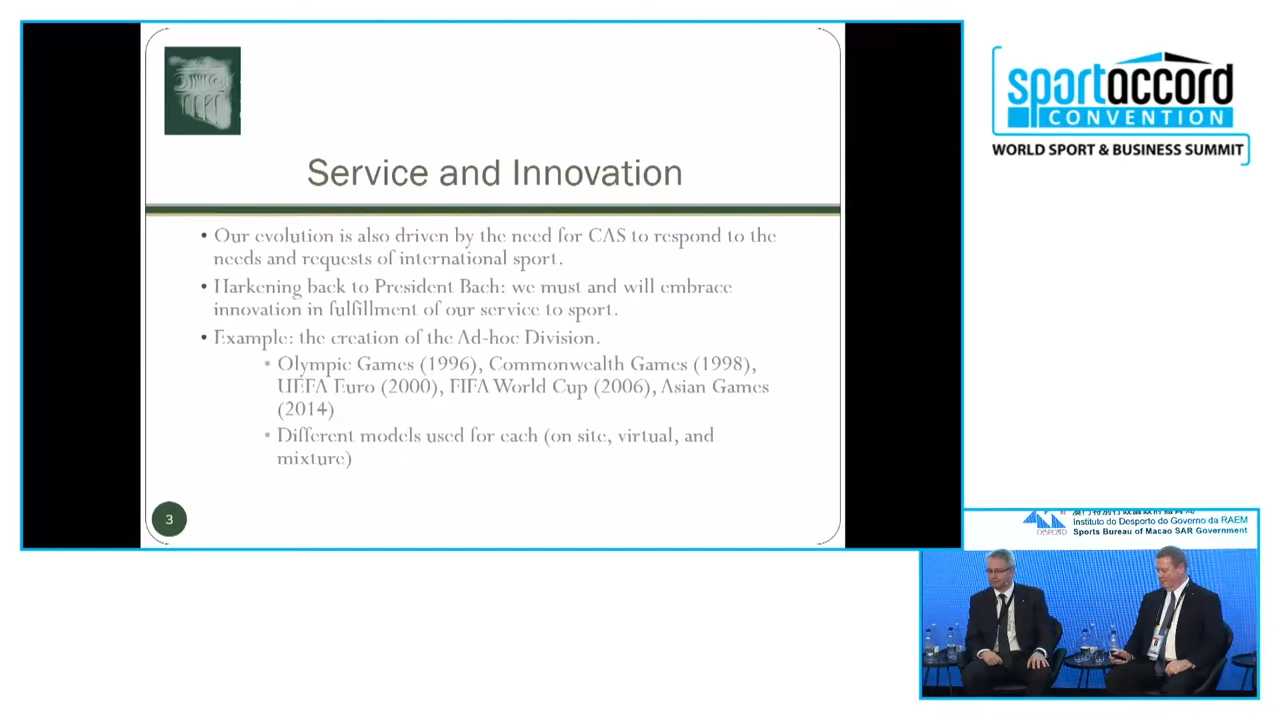 Service and Innovation
• Our evolution is also driven by the need for CAS to respond to the
needs and requests of international sport.
• Harkening back to President Bach: we must and will embrace
innovation in fulfillment of our service to sport.
• Example: the creation of the Ad-hoc Division.
• Olympic Games (1996), Commonwealth Games (1998),
UEFA Euro (2000), FIFA World Cup (2006), Asian Games
(2014)
• Different models used for each (on site, virtual, and
mixture)
3
sportaccord
CONVENTION
WORLD SPORT & BUSINESS SUMMIT
Instituto do Desporto do Governo da RAEM
Sports Bureau of Macao SAR Government
DESPORTO